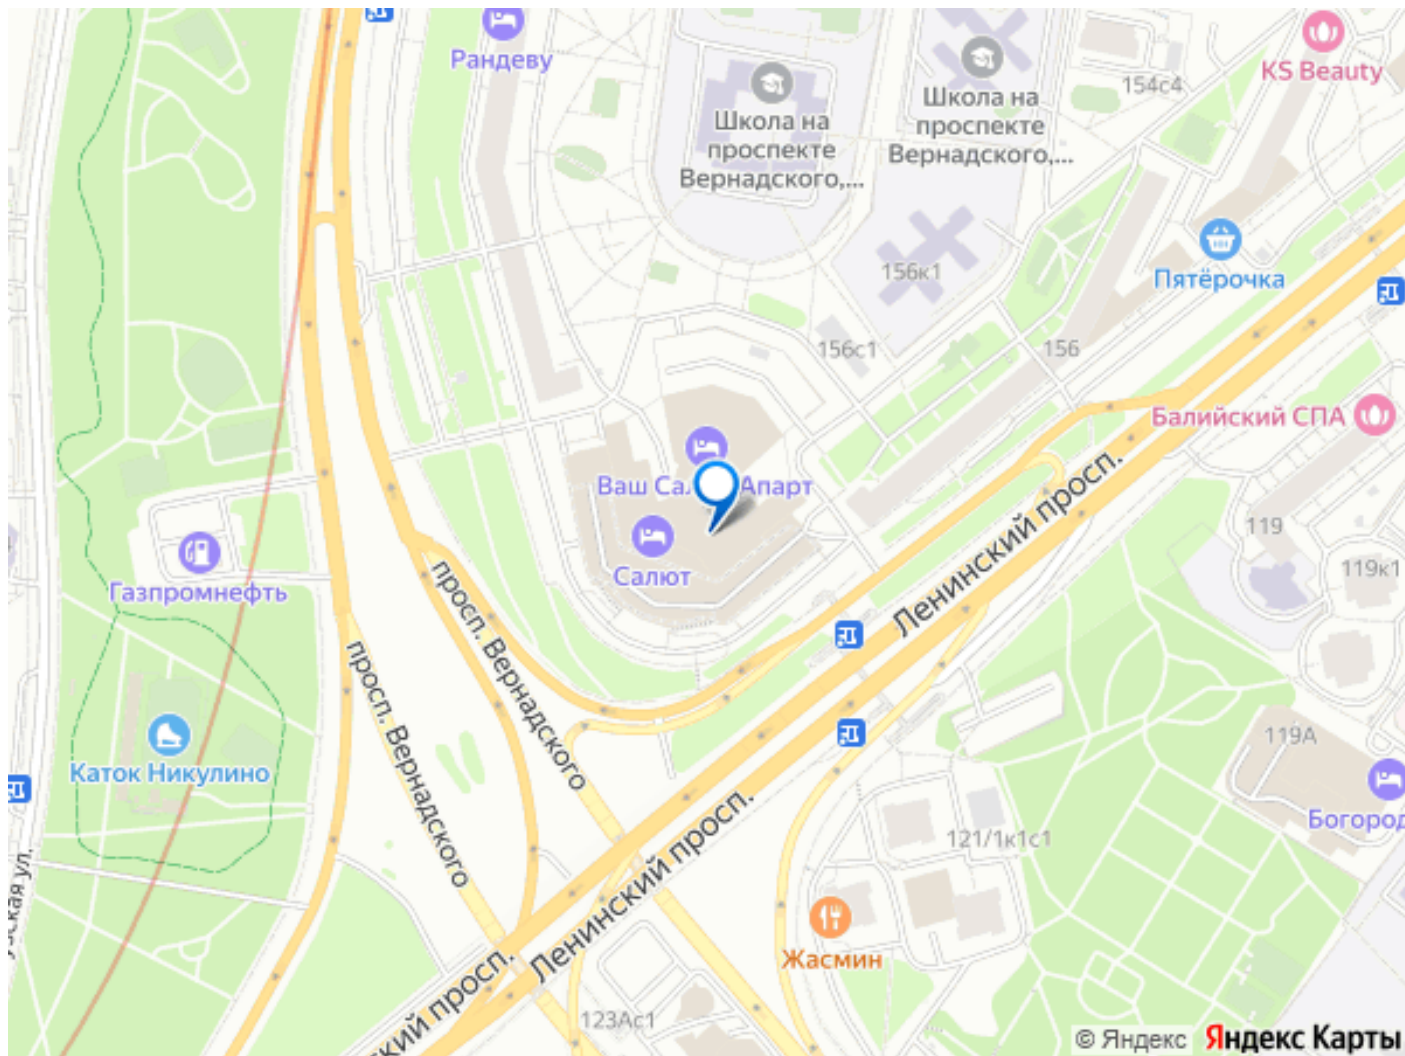 Рандеву
KS Beauty
154с4
Школа на
проспекте
Вернадского,...
Школа на
проспекте
Вернадского,...
156к1
Пятёрочка
156с1
156
Балийский СПА
Ваш Сал Апарт
Салют
Ленинский просп.
119
119к1
Газпромнефть
просп. Вернадского
просп. Вернадского
119А
Каток Никулино
Богород
Ленинский просп.
121/1к1с1
Жасмин
ский просп.
123Ас1
© Яндекс
Яндекс Карты